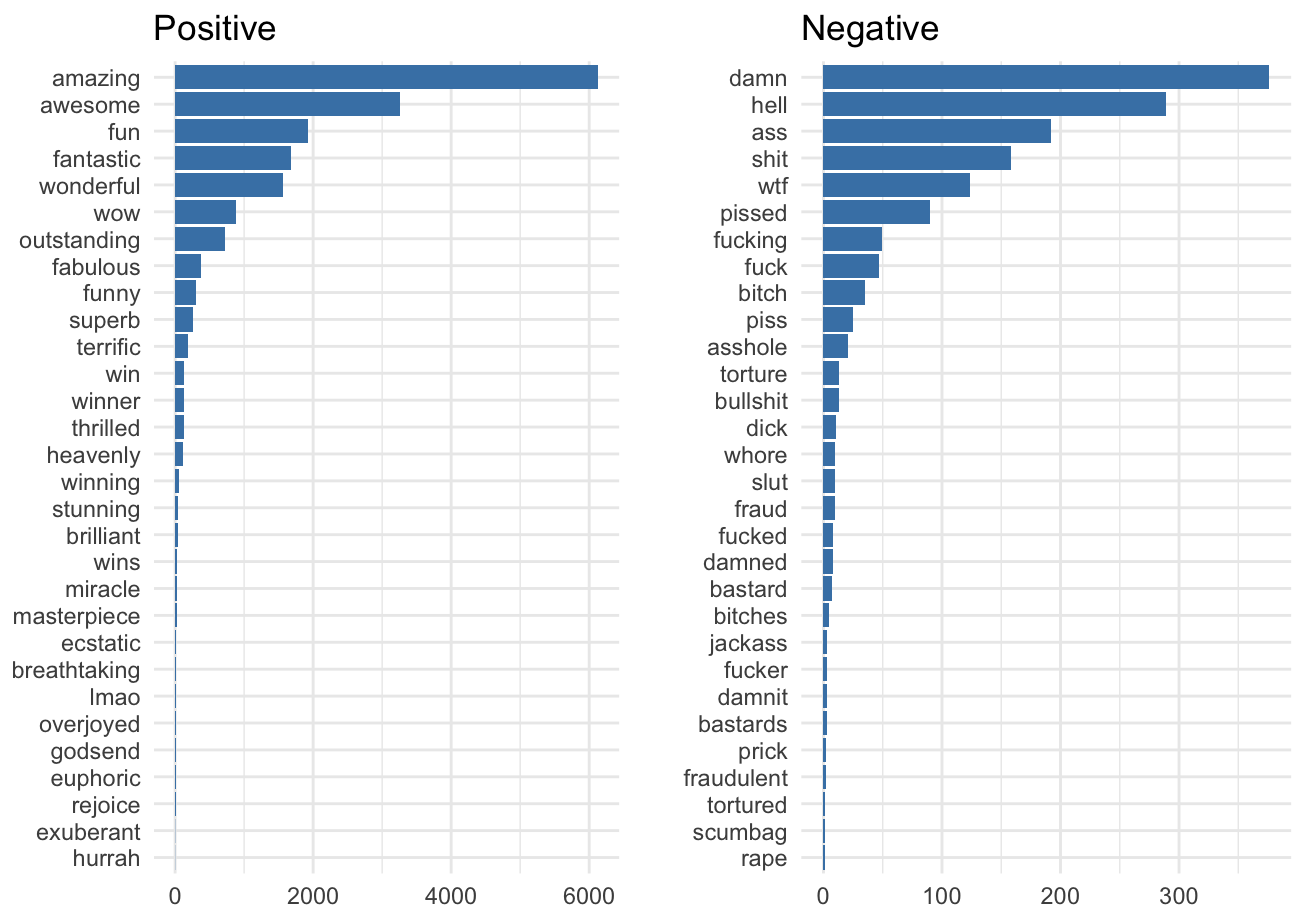 Positive
amazing
awesome
fun
fantastic
wonderful
wow
outstanding
fabulous
funny
superb
terrific
win
winner
thrilled
heavenly
winning
stunning
brilliant
wins
miracle
masterpiece
ecstatic
breathtaking
lmao
overjoyed
godsend
euphoric
rejoice
exuberant
hurrah
0 2000 4000 6000
Negative
damn
hell
ass
shit
wtf
pissed
fucking
fuck
bitch
piss
asshole
torture
bullshit
dick
whore
slut
fraud
fucked
damned
bastard
bitches
jackass
fucker
damnit
bastards
prick
fraudulent
tortured
scumbag
rape
0 100 200 300